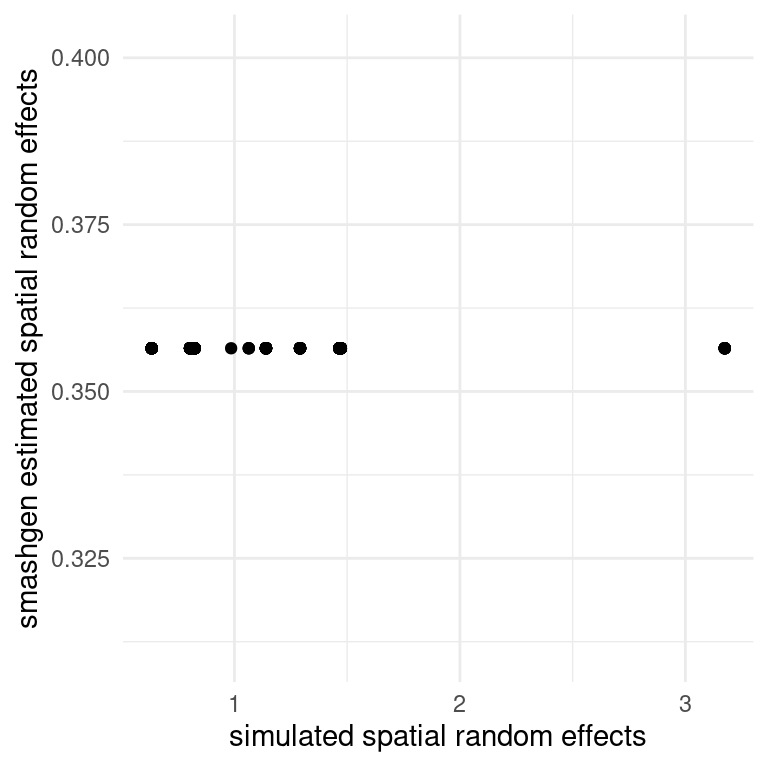 0.400
0.375
0.350
0.325
smashgen estimated spatial random effects
1 2 3
simulated spatial random effects